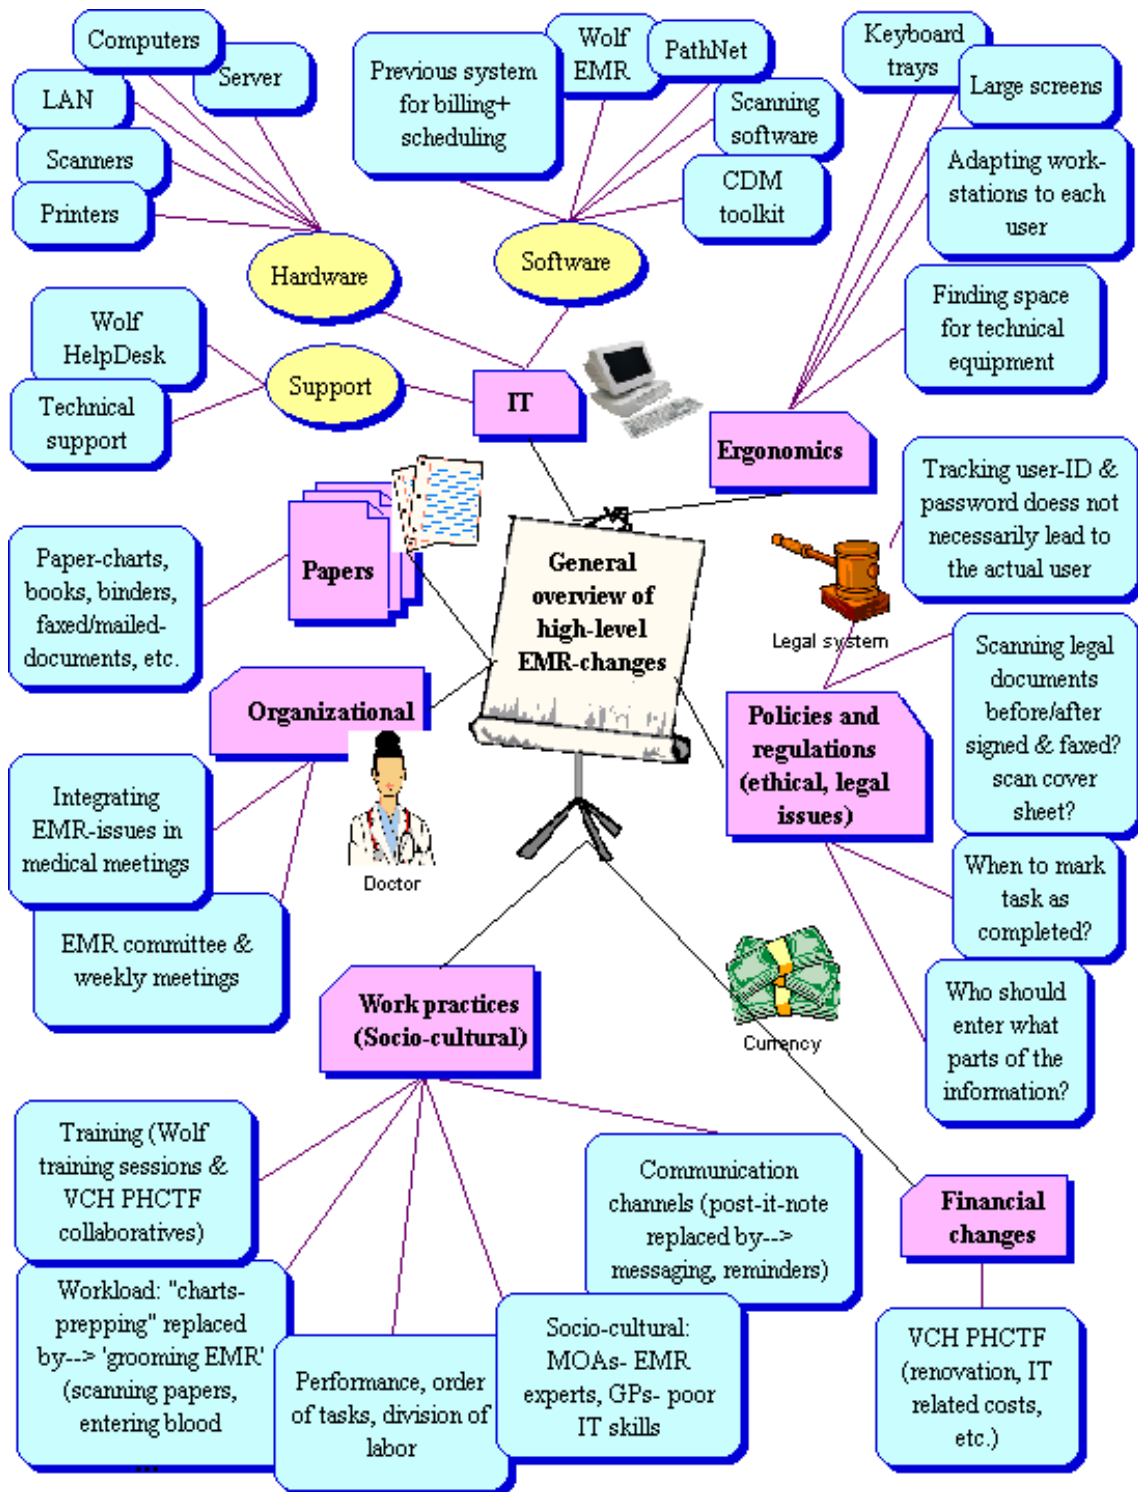 Computers
Server
LAN
Scanners
Printers
Hardware
Previous system
for billing+
scheduling
Wolf
EMR
PathNet
Scanning
software
CDM
toolkit
Software
Keyboard
trays
Large screens
Adapting work-
stations to each
user
Finding space
for technical
equipment
Wolf
HelpDesk
Technical
support
Support
IT
Ergonomics
Paper-charts,
books, binders,
faxed/mailed-
documents, etc.
Papers
General
overview of
high-level
EMR-changes
Tracking user-ID &
password doess not
necessarily lead to
the actual user
Legal system
Organizational
Doctor
Integrating
EMR-issues in
medical meetings
EMR committee &
weekly meetings
Policies and
regulations
(ethical, legal
issues)
Scanning legal
documents
before/after
signed & faxed?
scan cover
sheet?
When to mark
task as
completed?
Who should
enter what
parts of the
information?
Currency
Work practices
(Socio-cultural)
Training (Wolf
training sessions &
VCH PHCTF
collaboratives)
Workload: "charts-
prepping" replaced
by--> 'grooming EMR'
(scanning papers,
entering blood
...
Performance, order
of tasks, division of
labor
Socio-cultural:
MOAs- EMR
experts, GPs- poor
IT skills
Communication
channels (post-it-note
replaced by-->
messaging, reminders)
Financial
changes
VCH PHCTF
(renovation, IT
related costs,
etc.)